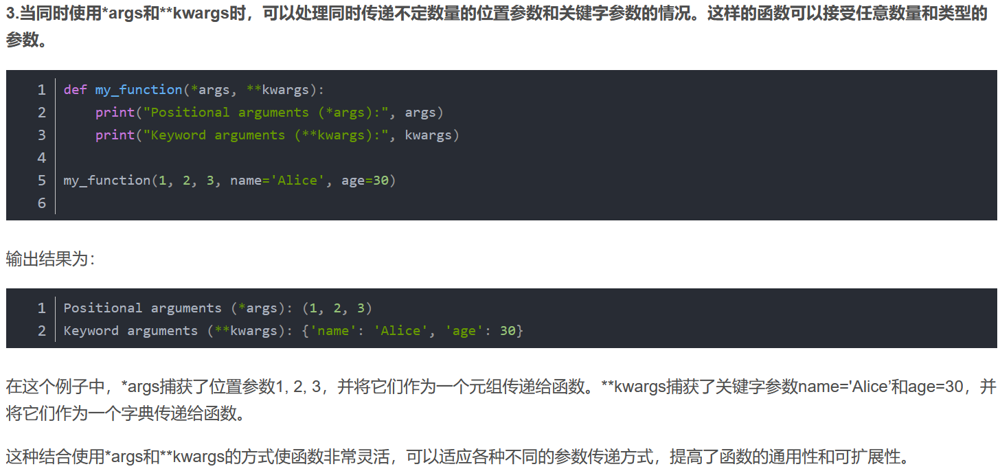 3.当同时使用*args和**kwargs时，可以处理同时传递不定数量的位置参数和关键字参数的情况。这样的函数可以接受任意数量和类型的
参数。
1 def my_function(*args, **kwargs):
2     print("Positional arguments (*args):", args)
3     print("Keyword arguments (**kwargs):", kwargs)
4
5 my_function(1, 2, 3, name='Alice', age=30)
6
输出结果为：
1 Positional arguments (*args): (1, 2, 3)
2 Keyword arguments (**kwargs): {'name': 'Alice', 'age': 30}
在这个例子中，*args捕获了位置参数1, 2, 3，并将它们作为一个元组传递给函数。**kwargs捕获了关键字参数name='Alice’和age=30，并
将它们作为一个字典传递给函数。
这种结合使用*args和**kwargs的方式使函数非常灵活，可以适应各种不同的参数传递方式，提高了函数的通用性和可扩展性。